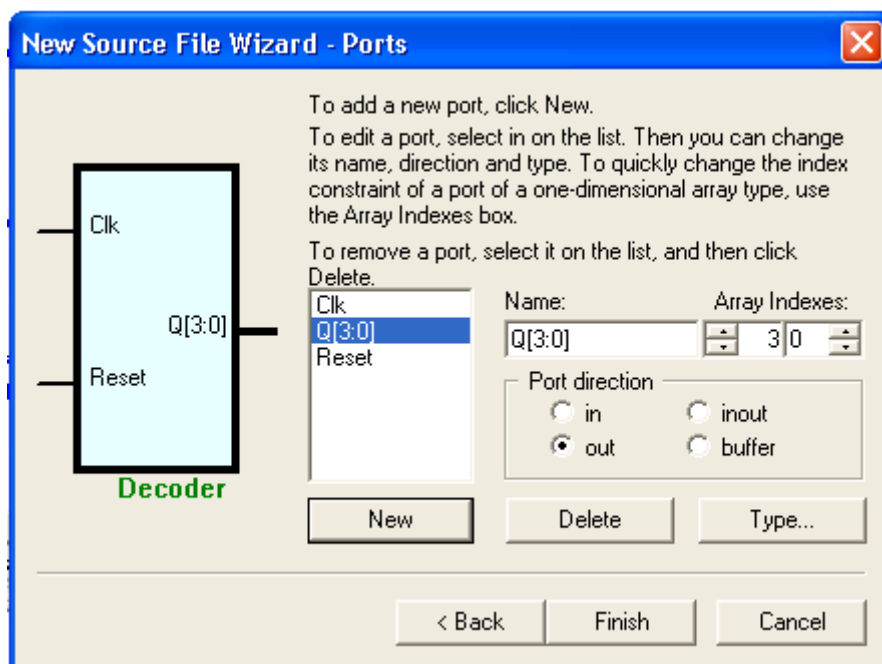 New Source File Wizard - Ports
To add a new port, click New.
To edit a port, select in on the list. Then you can change
its name, direction and type. To quickly change the index
constraint of a port of a one-dimensional array type, use
the Array Indexes box.
To remove a port, select it on the list, and then click
Delete.
Clk
Q[3:0]
Reset
Decoder
Clk
Q[3:0]
Reset
Name: Array Indexes:
Q[3:0] 3 0
Port direction
in inout
out buffer
New Delete Type...
< Back Finish Cancel